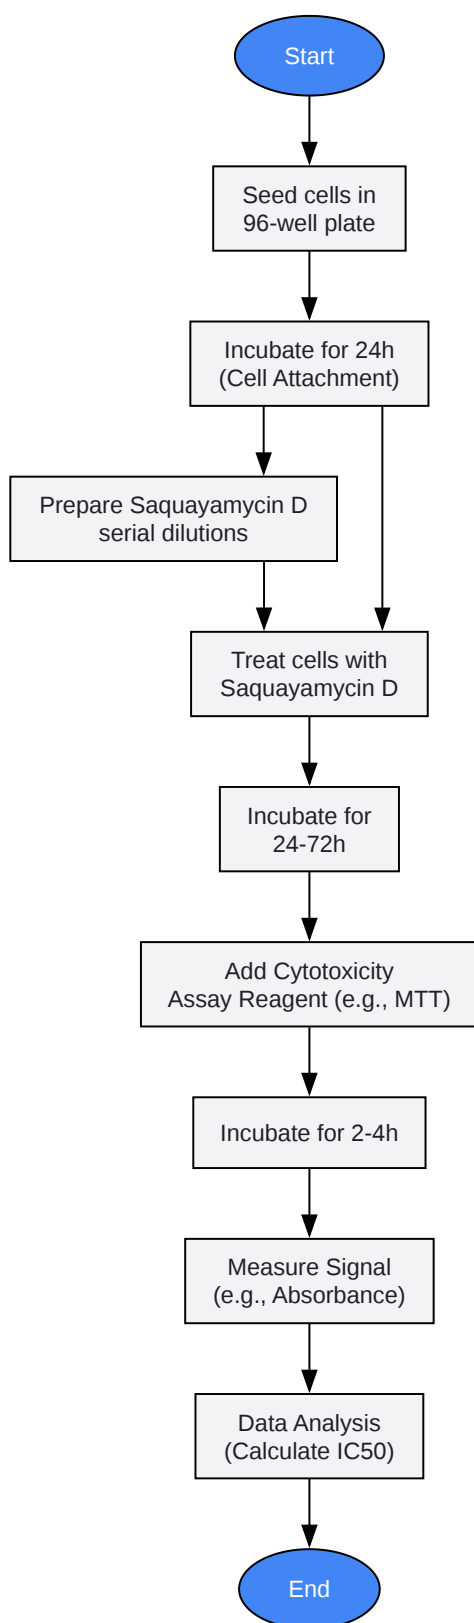 Start
Seed cells in
96-well plate
Incubate for 24h
(Cell Attachment)
Prepare Saquayamycin D
serial dilutions
Treat cells with
Saquayamycin D
Incubate for
24-72h
Add Cytotoxicity
Assay Reagent (e.g., MTT)
Incubate for 2-4h
Measure Signal
(e.g., Absorbance)
Data Analysis
(Calculate IC50)
End